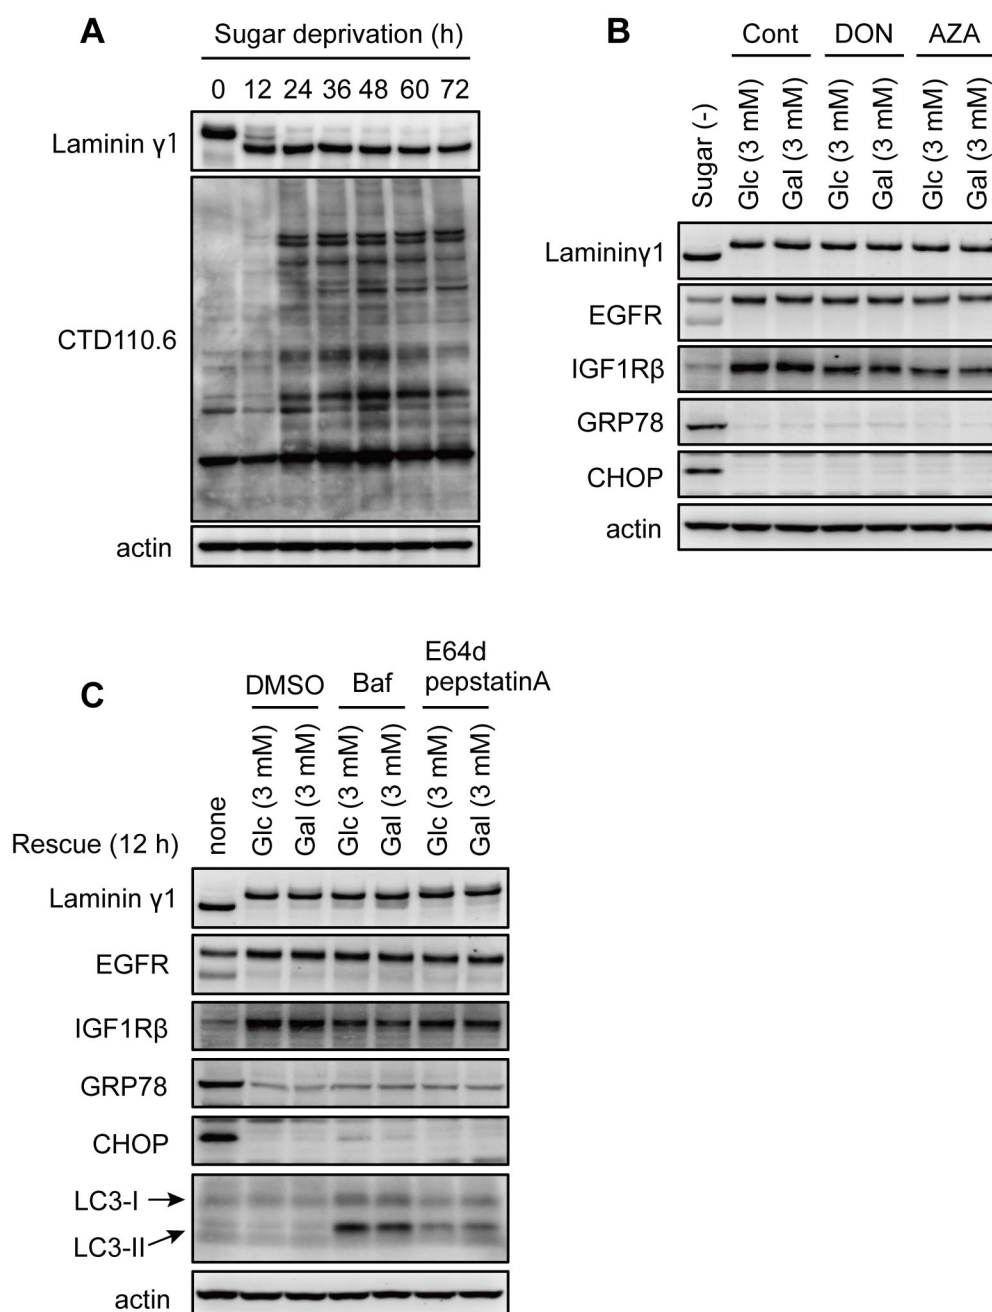 A
Sugar deprivation (h)
0 12 24 36 48 60 72
Laminin γ1
CTD110.6
actin
B
Cont DON AZA
Sugar (-)
Glc (3 mM)
Gal (3 mM)
Glc (3 mM)
Gal (3 mM)
Glc (3 mM)
Gal (3 mM)
Lamininγ1
EGFR
IGF1Rβ
GRP78
CHOP
actin
C
DMSO Baf E64d
pepstatinA
Rescue (12 h)
none
Glc (3 mM)
Gal (3 mM)
Glc (3 mM)
Gal (3 mM)
Glc (3 mM)
Gal (3 mM)
Laminin γ1
EGFR
IGF1Rβ
GRP78
CHOP
LC3-I
LC3-II
actin